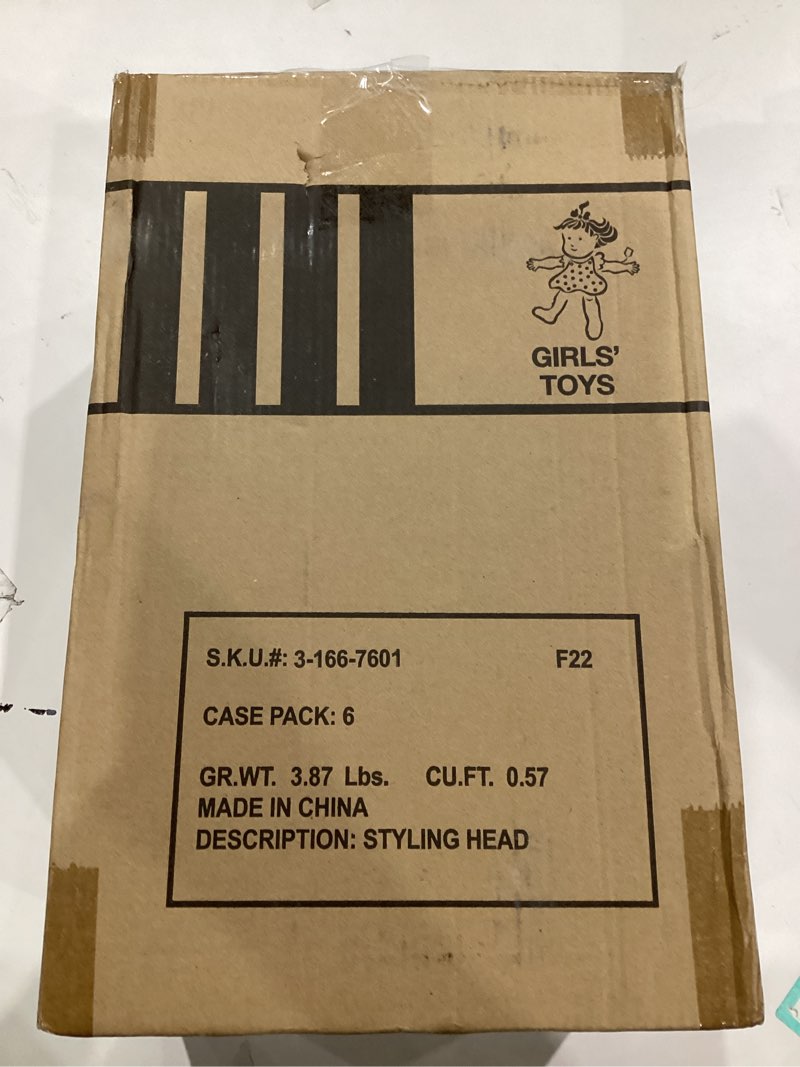 GIRLS'
TOYS
S.K.U.#: 3-166-7601 F22
CASE PACK: 6
GR.WT. 3.87 Lbs. CU.FT. 0.57
MADE IN CHINA
DESCRIPTION: STYLING HEAD